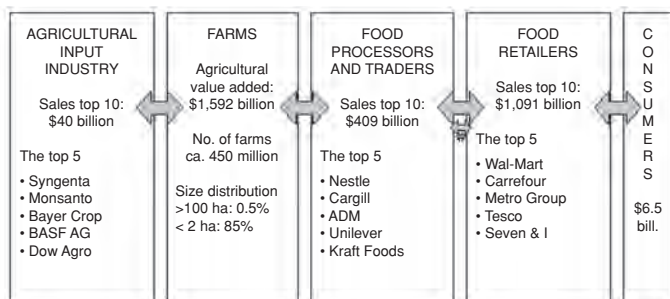 AGRICULTURAL
INPUT
INDUSTRY
Sales top 10:
$40 billion
The top 5
• Syngenta
• Monsanto
• Bayer Crop
• BASF AG
• Dow Agro
FARMS
Agricultural
value added:
$1,592 billion
No. of farms
ca. 450 million
Size distribution
>100 ha: 0.5%
< 2 ha: 85%
FOOD
PROCESSORS
AND TRADERS
Sales top 10:
$409 billion
The top 5
• Nestle
• Cargill
• ADM
• Unilever
• Kraft Foods
FOOD
RETAILERS
Sales top 10:
$1,091 billion
The top 5
• Wal-Mart
• Carrefour
• Metro Group
• Tesco
• Seven & I
C
O
N
S
U
M
E
R
S
$6.5
bill.